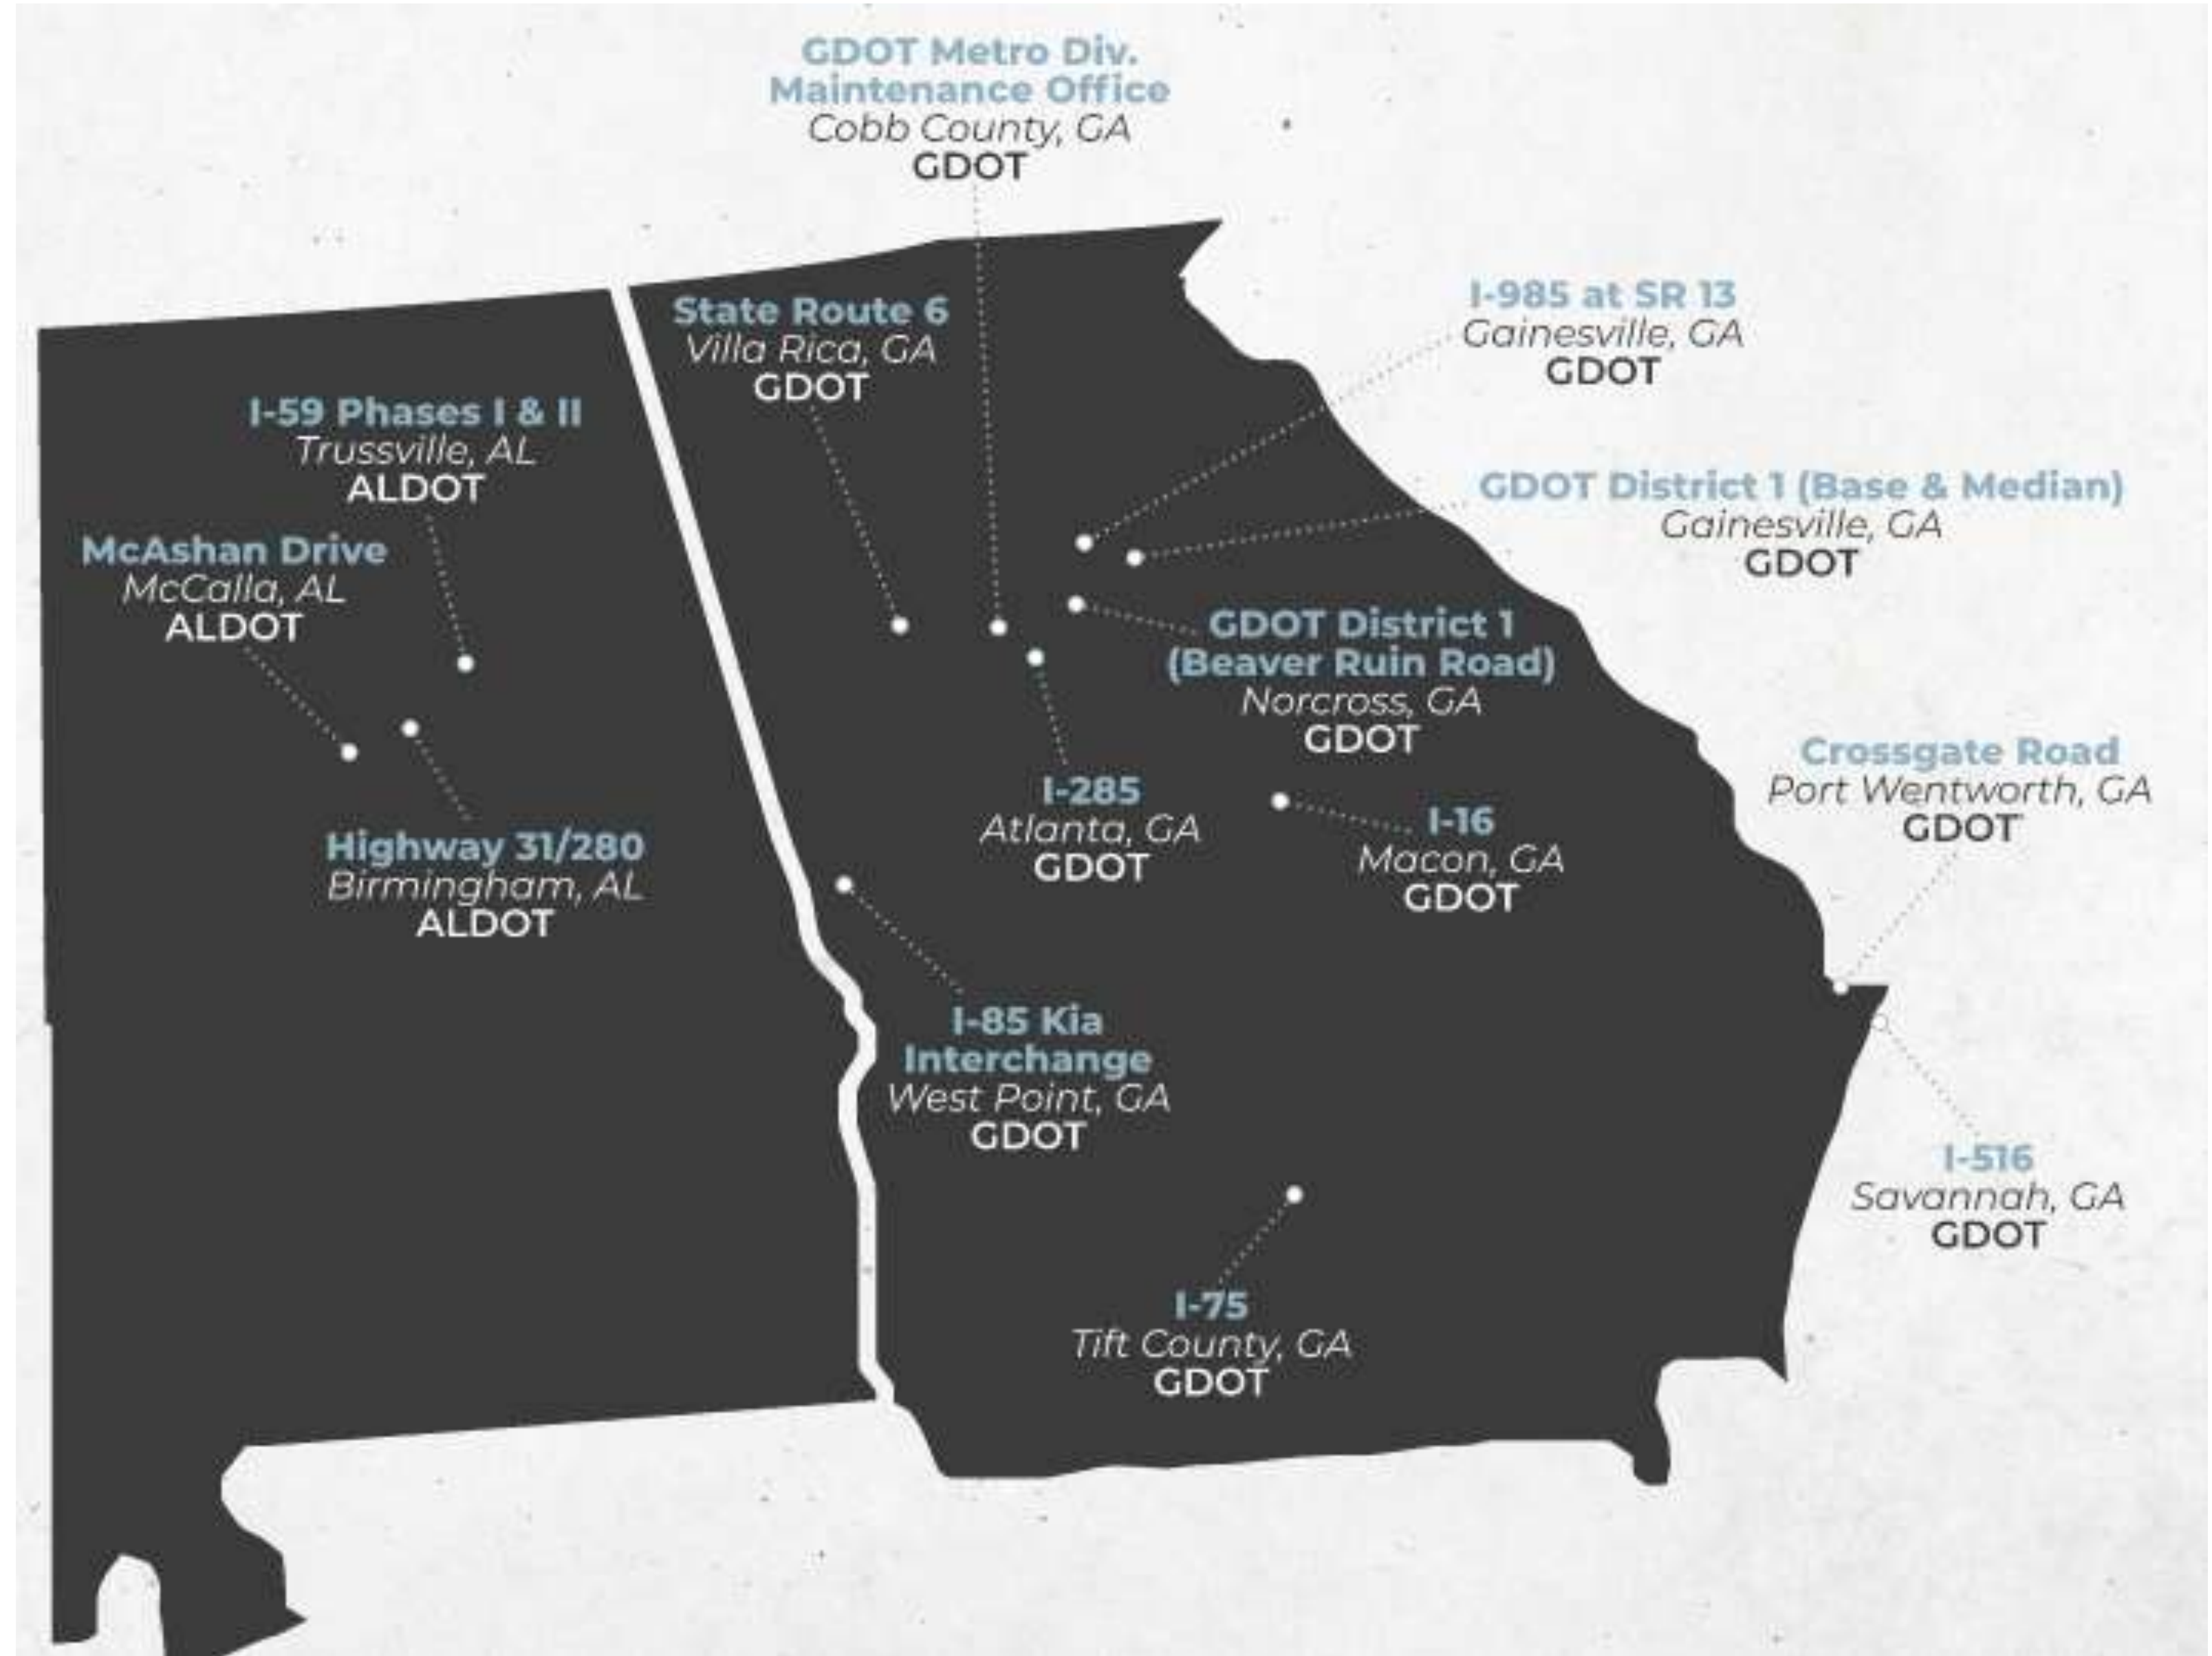 GDOT Metro Div.
Maintenance Office
Cobb County, GA
GDOT
State Route 6
Villa Rica, GA
GDOT
I-985 at SR 13
Gainesville, GA
GDOT
I-59 Phases I & II
Trussville, AL
ALDOT
GDOT District 1 (Base & Median)
Gainesville, GA
GDOT
McAshan Drive
McCalla, AL
ALDOT
GDOT District 1
(Beaver Ruin Road)
Norcross, GA
GDOT
Crossgate Road
Port Wentworth, GA
GDOT
I-285
Atlanta, GA
GDOT
I-16
Macon, GA
GDOT
Highway 31/280
Birmingham, AL
ALDOT
I-85 Kia
Interchange
West Point, GA
GDOT
I-516
Savannah, GA
GDOT
I-75
Tift County, GA
GDOT